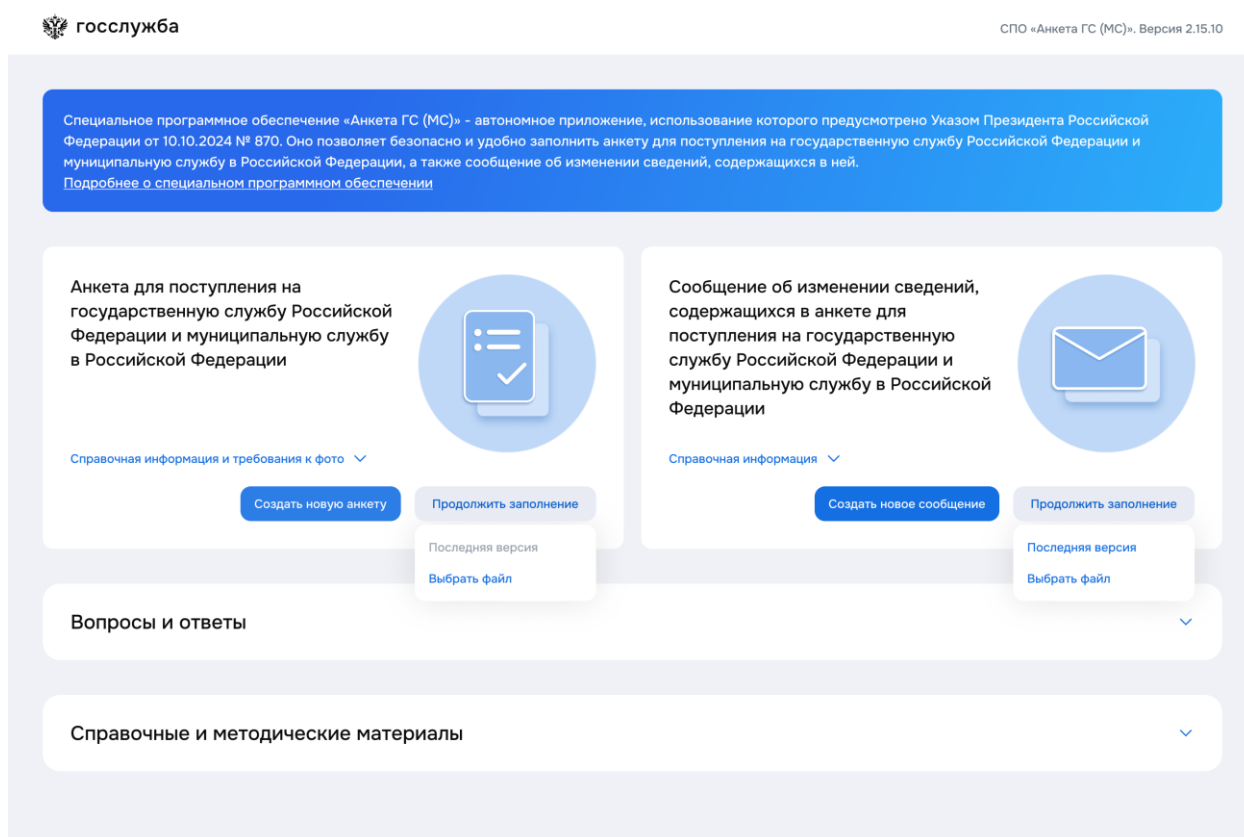 госслужба
СПО «Анкета ГС (МС)». Версия 2.15.10
Специальное программное обеспечение «Анкета ГС (МС)» - автономное приложение, использование которого предусмотрено Указом Президента Российской
Федерации от 10.10.2024 № 870. Оно позволяет безопасно и удобно заполнить анкету для поступления на государственную службу Российской Федерации и
муниципальную службу в Российской Федерации, а также сообщение об изменении сведений, содержащихся в ней.
Подробнее о специальном программном обеспечении
Анкета для поступления на
государственную службу Российской
Федерации и муниципальную службу
в Российской Федерации
Справочная информация и требования к фото
Создать новую анкету
Продолжить заполнение
Последняя версия
Выбрать файл
Сообщение об изменении сведений,
содержащихся в анкете для
поступления на государственную
службу Российской Федерации и
муниципальную службу в Российской
Федерации
Справочная информация
Создать новое сообщение
Продолжить заполнение
Последняя версия
Выбрать файл
Вопросы и ответы
Справочные и методические материалы